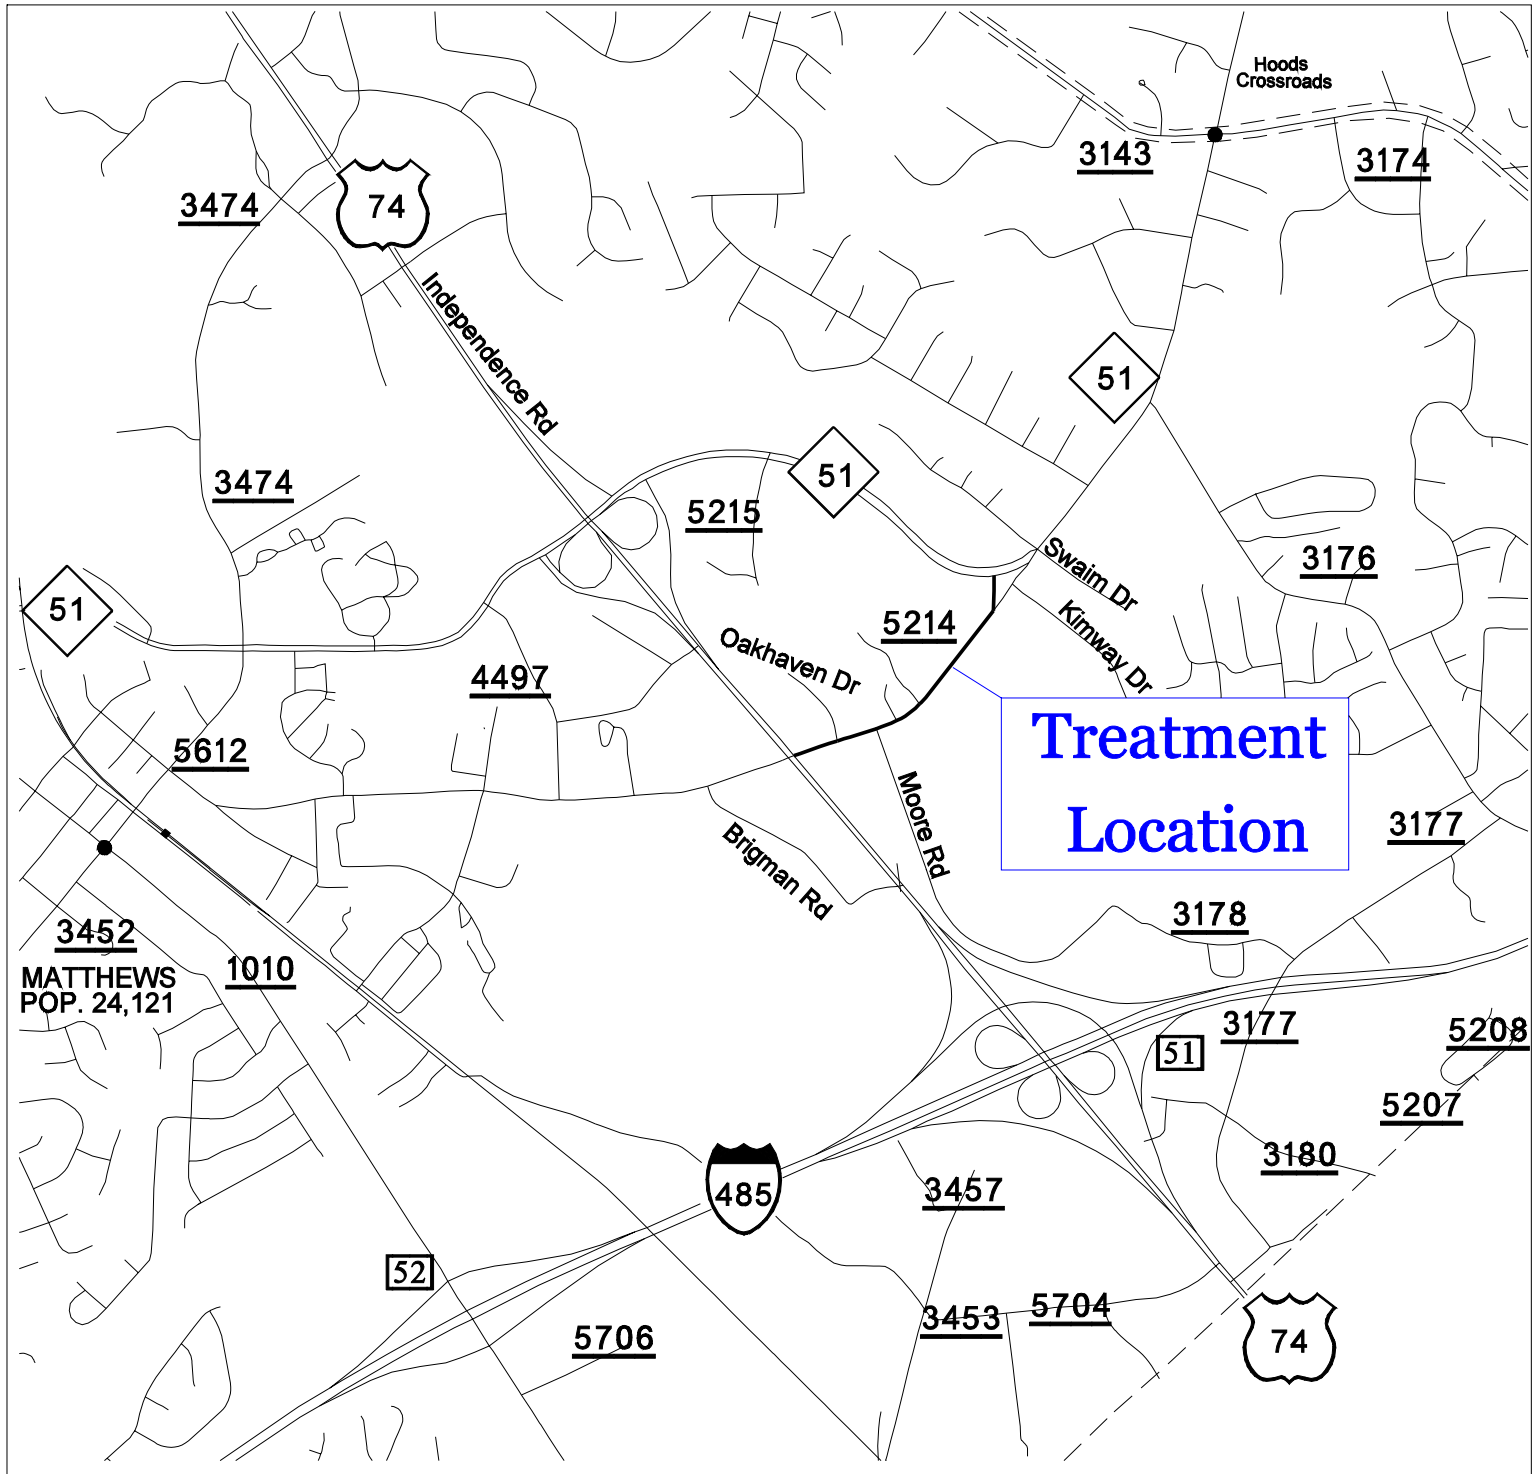 Hoods
Crossroads
3143
3174
3474
74
Independence Rd
51
51
3474
5215
Swaim Dr
3176
51
Kimway Dr
5214
Oakhaven Dr
4497
Treatment
Location
5612
Moore Rd
3177
Brigman Rd
3178
3452
1010
MATTHEWS
POP. 24,121
3177
5208
51
5207
3180
485
3457
52
3453
5704
5706
74